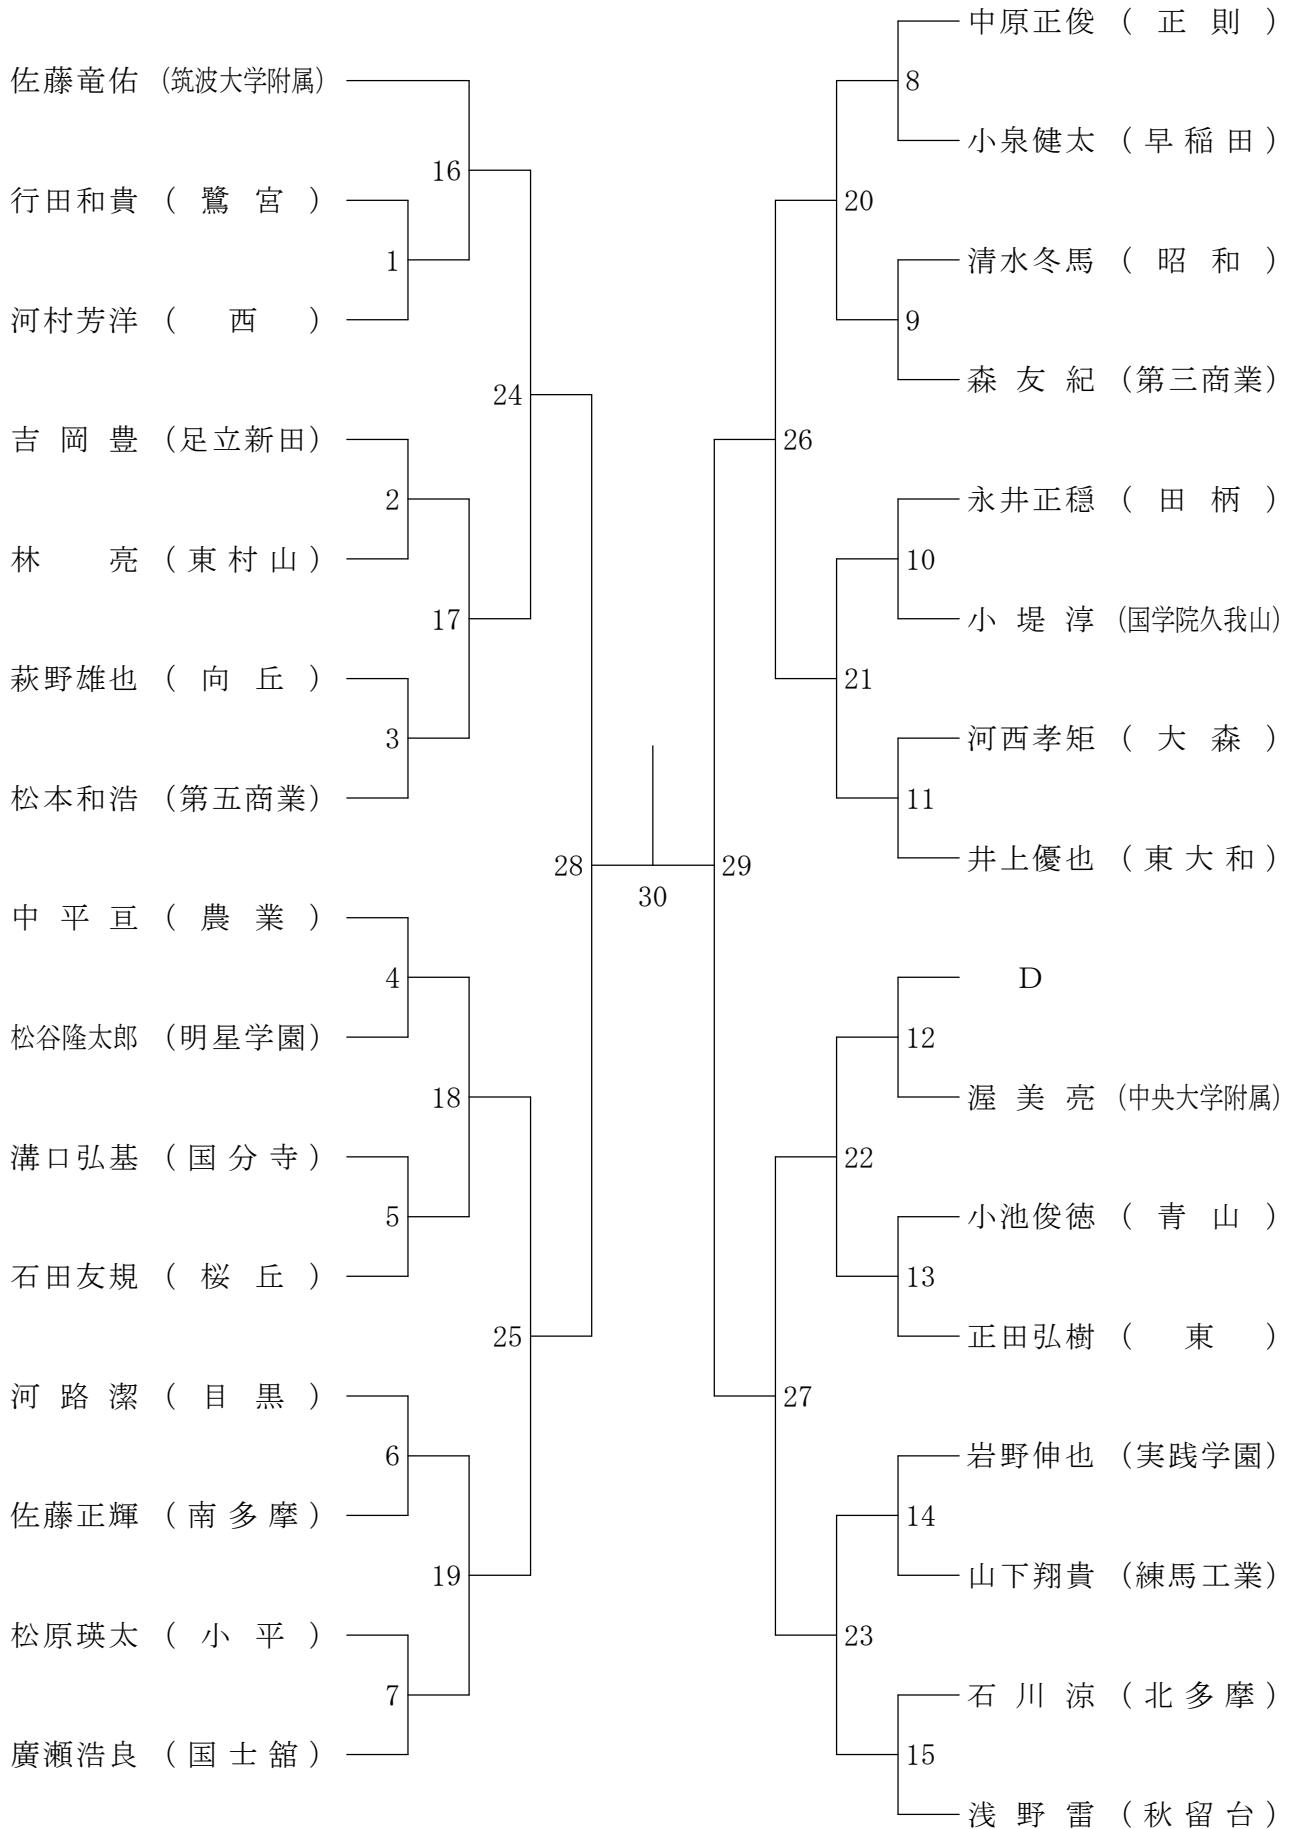 佐藤竜佑 (筑波大学附属)
16
行田和貴 ( 鷺宮 )
1
河村芳洋 ( 西 )
24
吉岡豊 (足立新田)
2
林亮 (東村山)
17
萩野雄也 ( 向丘 )
3
松本和浩 (第五商業)
28
中平亘 ( 農業 )
4
松谷隆太郎 (明星学園)
18
溝口弘基 (国分寺)
5
石田友規 ( 桜丘 )
25
河路潔 ( 目黒 )
6
佐藤正輝 (南多摩)
19
松原瑛太 ( 小平 )
7
廣瀬浩良 (国士舘)
30
中原正俊 ( 正則 )
8
小泉健太 (早稲田)
20
清水冬馬 ( 昭和 )
9
森友紀 (第三商業)
26
永井正穏 ( 田柄 )
10
小堤淳 (国学院久我山)
21
河西孝矩 ( 大森 )
11
井上優也 (東大和)
29
D
12
渥美亮 (中央大学附属)
22
小池俊徳 ( 青山 )
13
正田弘樹 ( 東 )
27
岩野伸也 (実践学園)
14
山下翔貴 (練馬工業)
23
石川涼 (北多摩)
15
浅野雷 (秋留台)